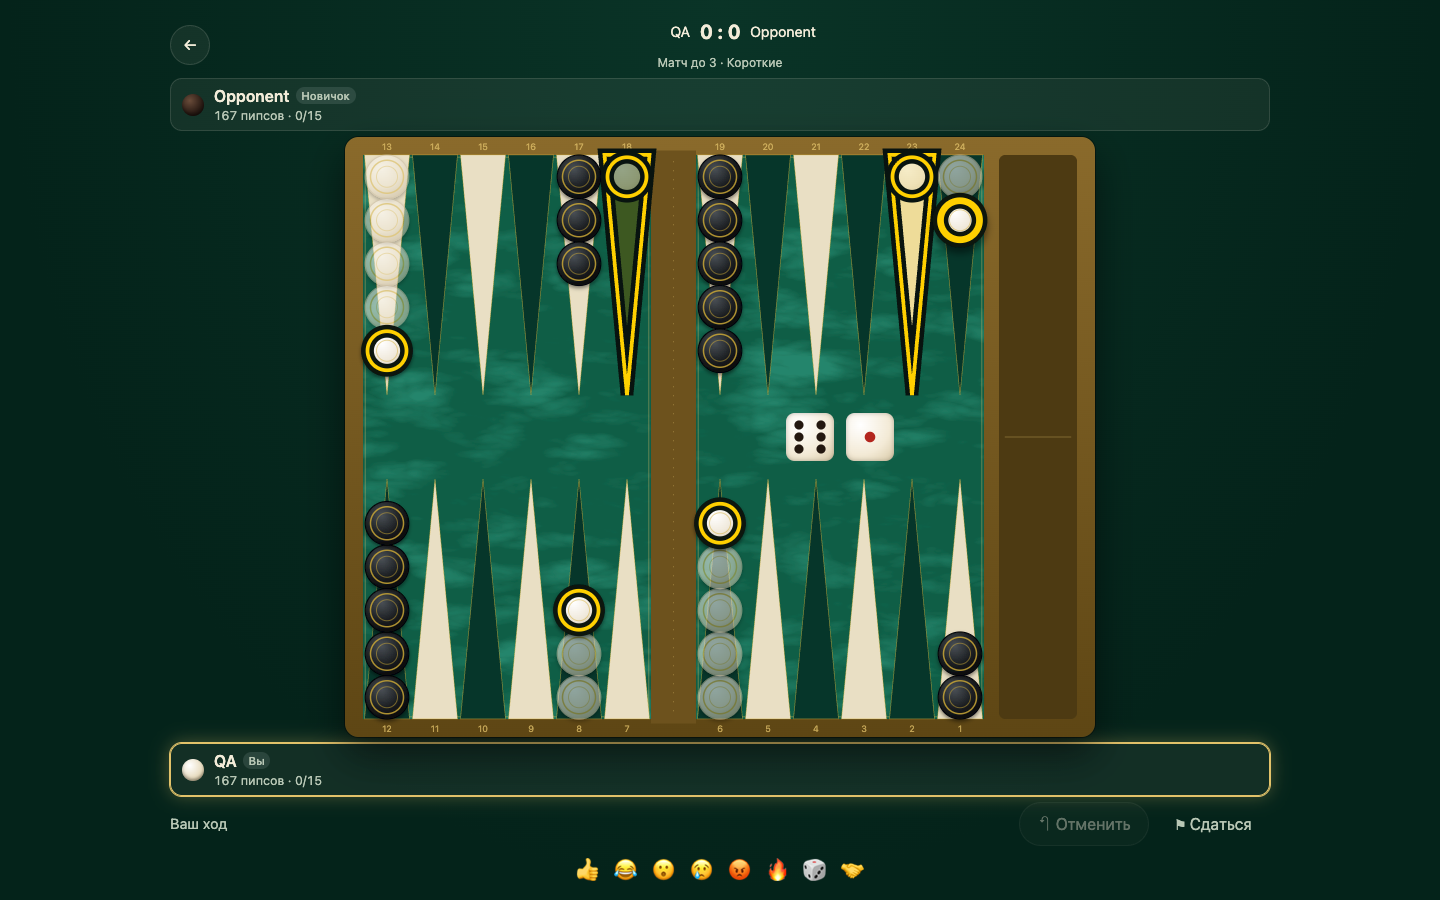 QA 0 : 0 Opponent
Матч до 3 · Короткие
Opponent Новичок
167 пипсов · 0/15
13 14 15 16 17 18 19 20 21 22 23 24
12 11 10 9 8 7 6 5 4 3 2 1
QA Вы
167 пипсов · 0/15
Ваш ход
Отменить
Сдаться